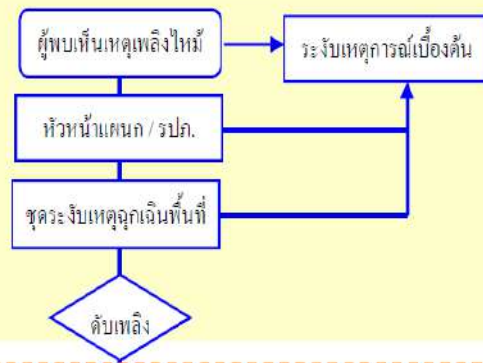 ผู้พบเห็นเหตุเพลิงไหม้
ระงับเหตุการณ์เบื้องต้น
หัวหน้าแผนก / รปภ.
ชุดระงับเหตุฉุกเฉินพื้นที่
ดับเพลิง